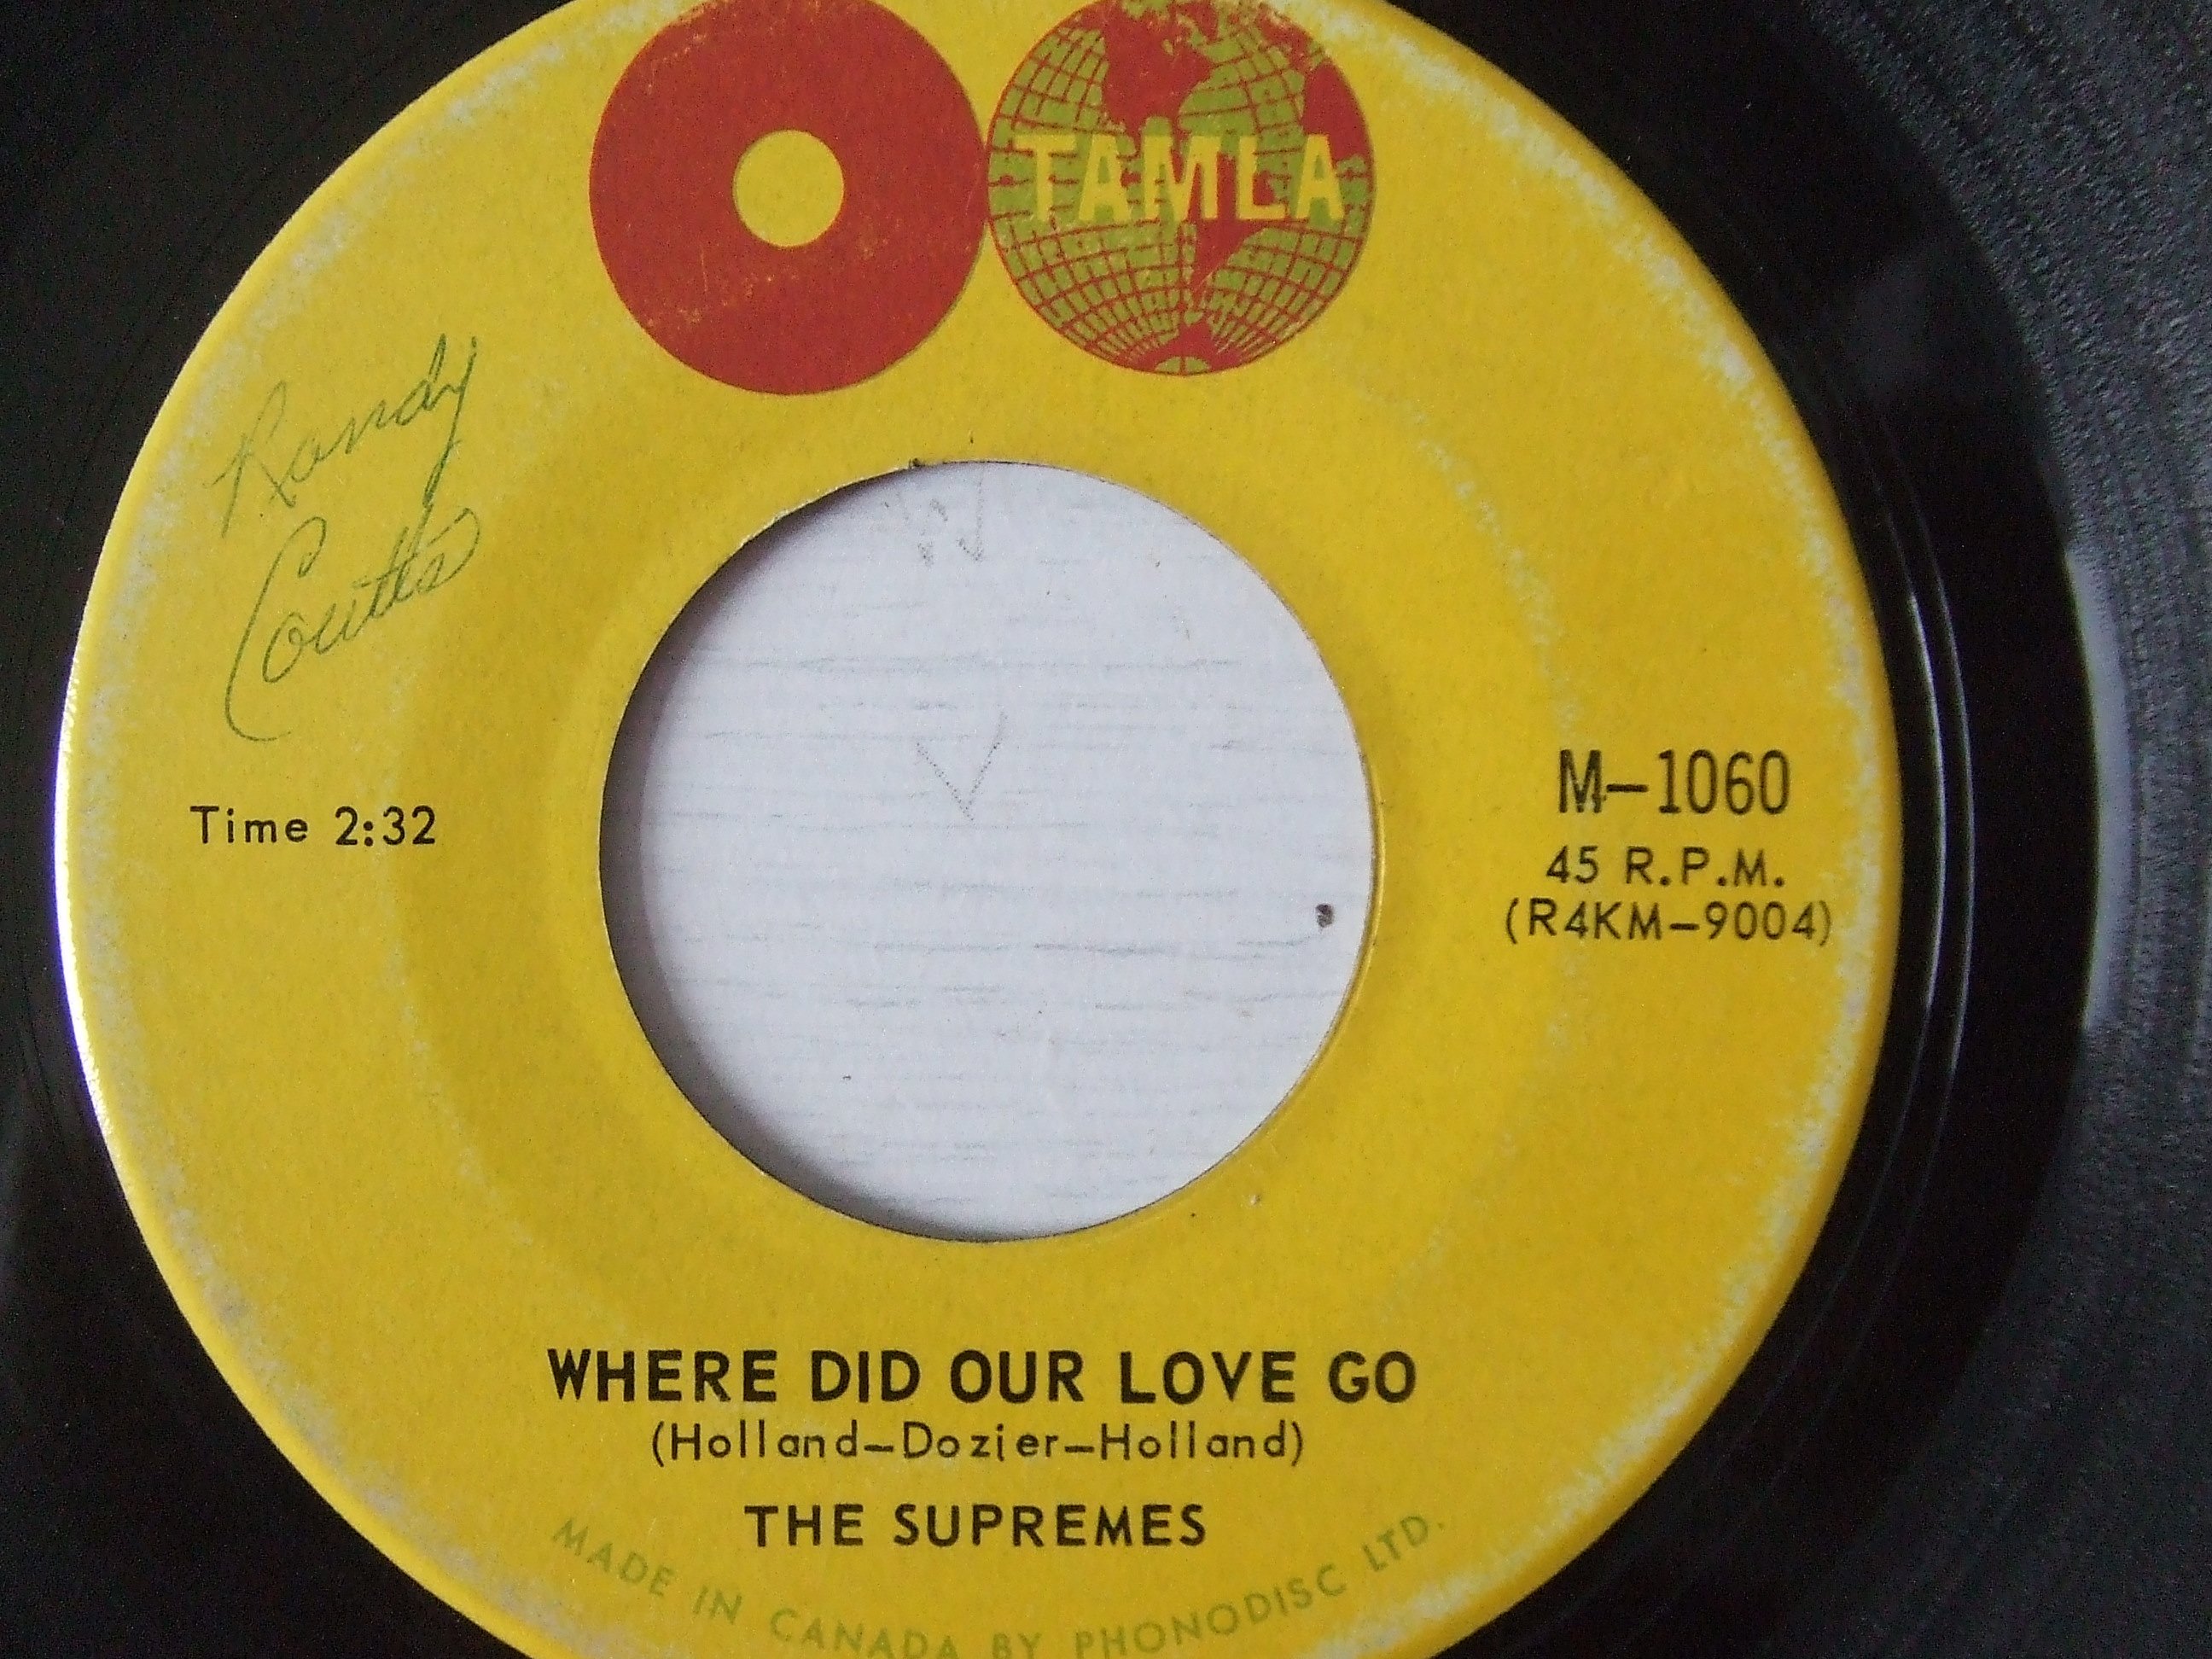 TAMLA
Randy
Coutts
Time 2:32
M-1060
45 R.P.M.
(R4KM-9004)
WHERE DID OUR LOVE GO
(Holland-Dozier-Holland)
THE SUPREMES
MADE IN CANADA BY PHONODISC LTD.